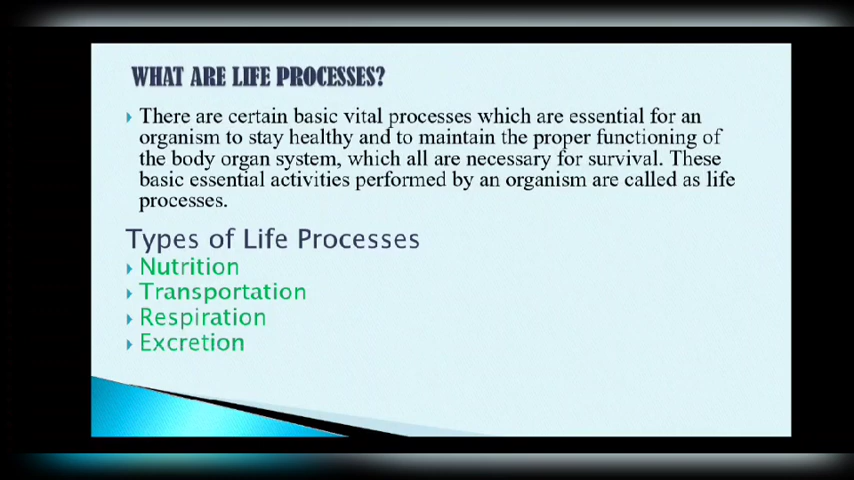 WHAT ARE LIFE PROCESSES?
There are certain basic vital processes which are essential for an
organism to stay healthy and to maintain the proper functioning of
the body organ system, which all are necessary for survival. These
basic essential activities performed by an organism are called as life
processes.
Types of Life Processes
Nutrition
Transportation
Respiration
Excretion